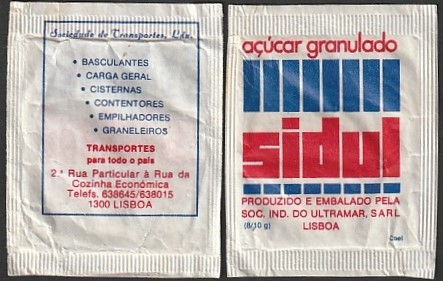 Sociedade de Transportes, Lda.
• BASCULANTES
• CARGA GERAL
• CISTERNAS
• CONTENTORES
• EMPILHADORES
• GRANELEIROS
TRANSPORTES
para todo o país
2.ª Rua Particular à Rua da
Cozinha Económica
Telefs. 638645/638015
1300 LISBOA
açúcar granulado
sidul
PRODUZIDO E EMBALADO PELA
SOC. IND. DO ULTRAMAR, SARL
(8/10 g) LISBOA